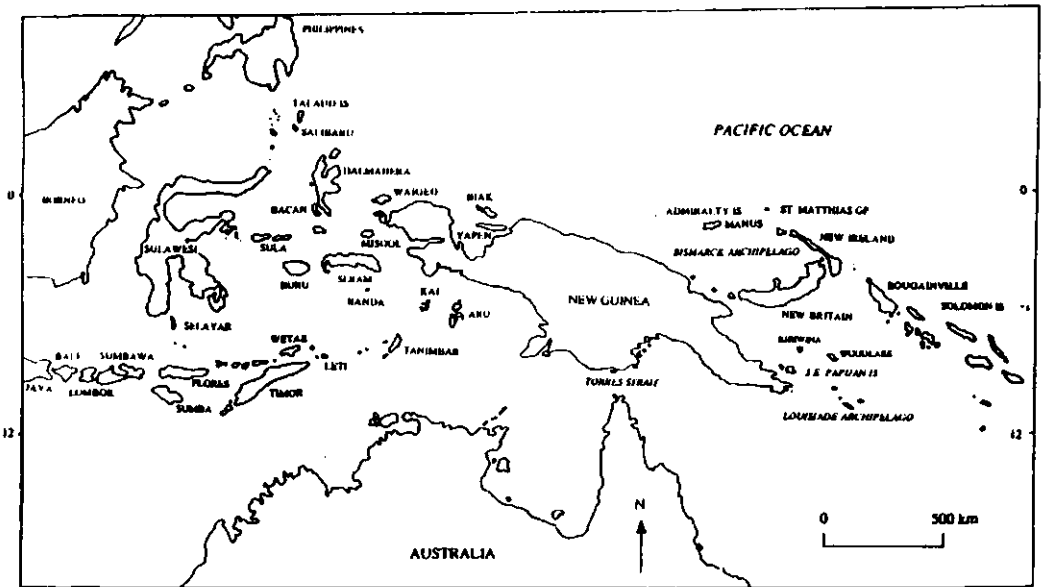 PHILIPPINES
TALAUD IS
SALIBABU
PACIFIC OCEAN
HALMAHERA
0
0
BORNEO
WAIGEO
BIAK
BACAN
ADMIRALTY IS
ST MATTHIAS GP
MANUS
NEW IRELAND
SULAWESI
SULA
MISOOL
YAPEN
BISMARCK ARCHIPELAGO
BURU
SERAM
BANDA
KAI
NEW GUINEA
BOUGAINVILLE
SOLOMON IS
ARU
NEW BRITAIN
SELAYAR
WETAR
TANIMBAR
KIRIWINA
WOODLARK
BALI
SUMBAWA
LETI
JAVA
LOMBOK
FLORES
TORRES STRAIT
S.E. PAPUAN IS
SUMBA
TIMOR
LOUISIADE ARCHIPELAGO
12
12
N
0
500 km
AUSTRALIA